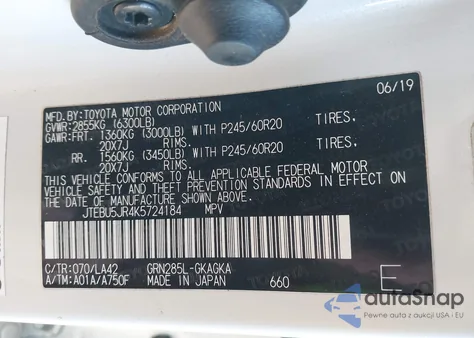 MFD.BY:TOYOTA MOTOR CORPORATION 06/19
GVWR:2855KG (6300LB)
GAWR:FRT. 1360KG (3000LB) WITH P245/60R20 TIRES,
20X7J RIMS.
RR. 1560KG (3450LB) WITH P245/60R20 TIRES,
20X7J RIMS.
THIS VEHICLE CONFORMS TO ALL APPLICABLE FEDERAL MOTOR
VEHICLE SAFETY AND THEFT PREVENTION STANDARDS IN EFFECT ON
THE DATE OF MANUFACTURE SHOWN ABOVE.
JTEBU5JR4K5724184 MPV
C/TR:070/LA42 GRN285L-GKAGKA
A/TM:A01A/A750F MADE IN JAPAN 660 E
autosnap
Pewne auta z aukcji USA i EU